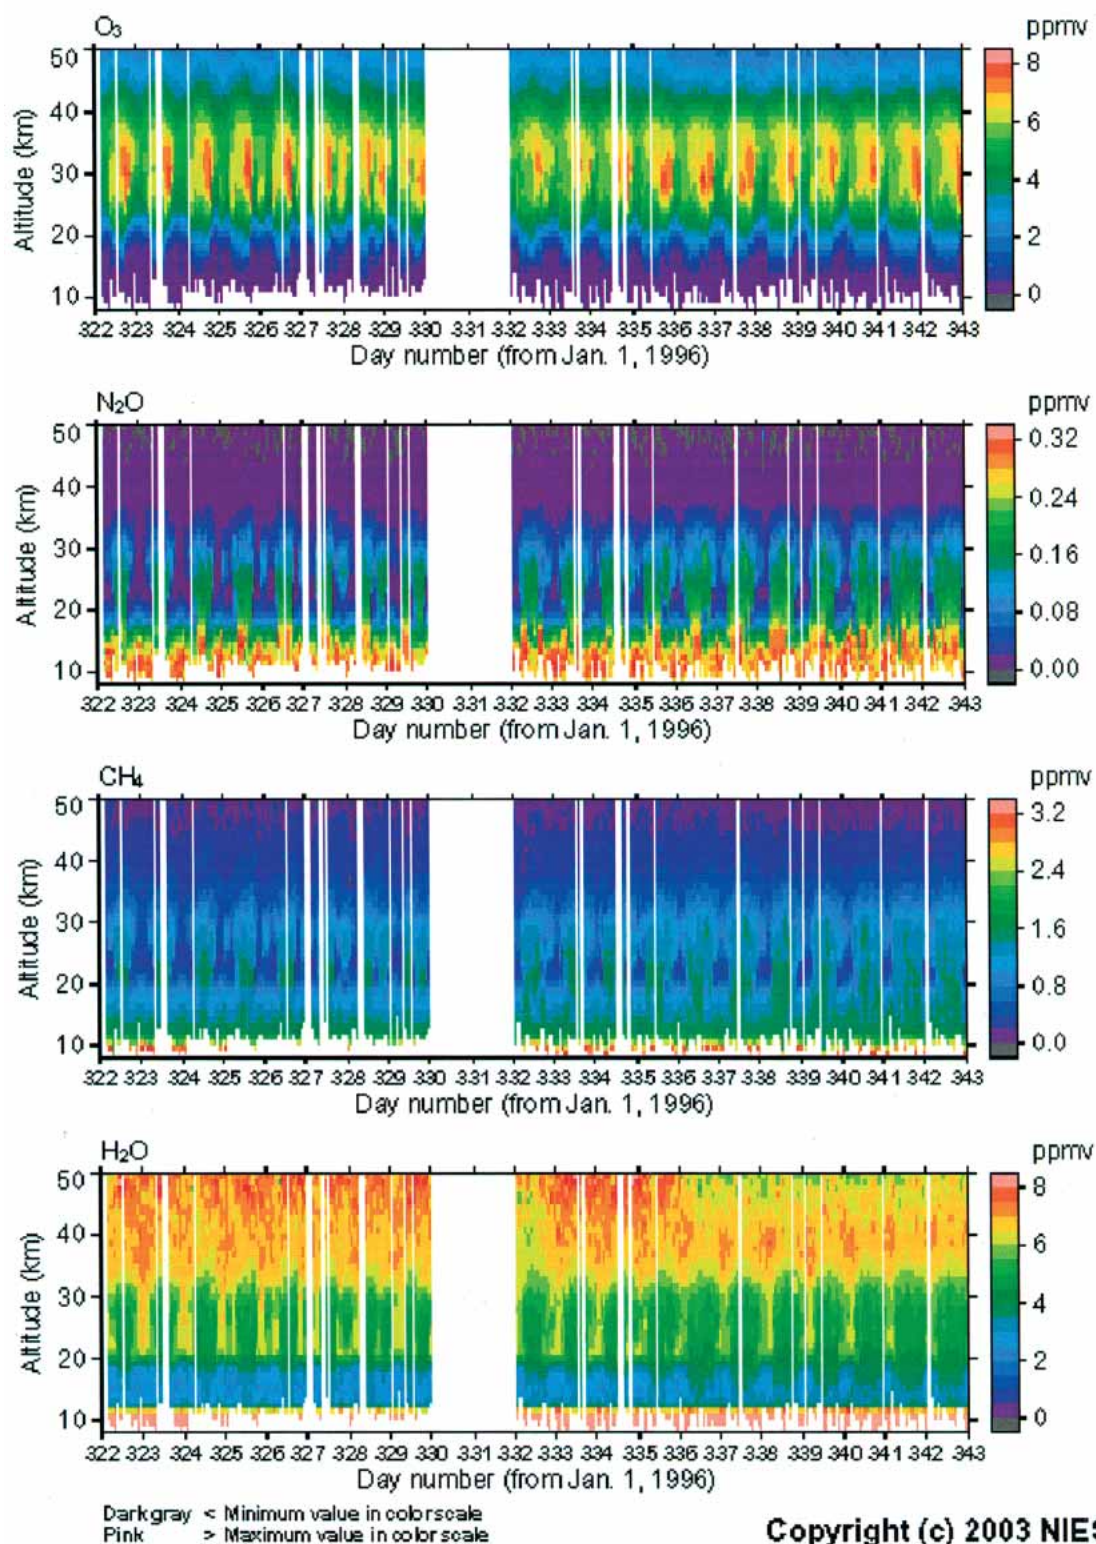 O₃ ppmv
50
40
30
20
10
Altitude (km)
8
6
4
2
0
322 323 324 325 326 327 328 329 330 331 332 333 334 335 336 337 338 339 340 341 342 343
Day number (from Jan. 1, 1996)
N₂O ppmv
50
40
30
20
10
Altitude (km)
0.32
0.24
0.16
0.08
0.00
322 323 324 325 326 327 328 329 330 331 332 333 334 335 336 337 338 339 340 341 342 343
Day number (from Jan. 1, 1996)
CH₄ ppmv
50
40
30
20
10
Altitude (km)
3.2
2.4
1.6
0.8
0.0
322 323 324 325 326 327 328 329 330 331 332 333 334 335 336 337 338 339 340 341 342 343
Day number (from Jan. 1, 1996)
H₂O ppmv
50
40
30
20
10
Altitude (km)
8
6
4
2
0
322 323 324 325 326 327 328 329 330 331 332 333 334 335 336 337 338 339 340 341 342 343
Day number (from Jan. 1, 1996)
Darkgray < Minimum value in colorscale
Pink > Maximum value in colorscale
Copyright (c) 2003 NIES